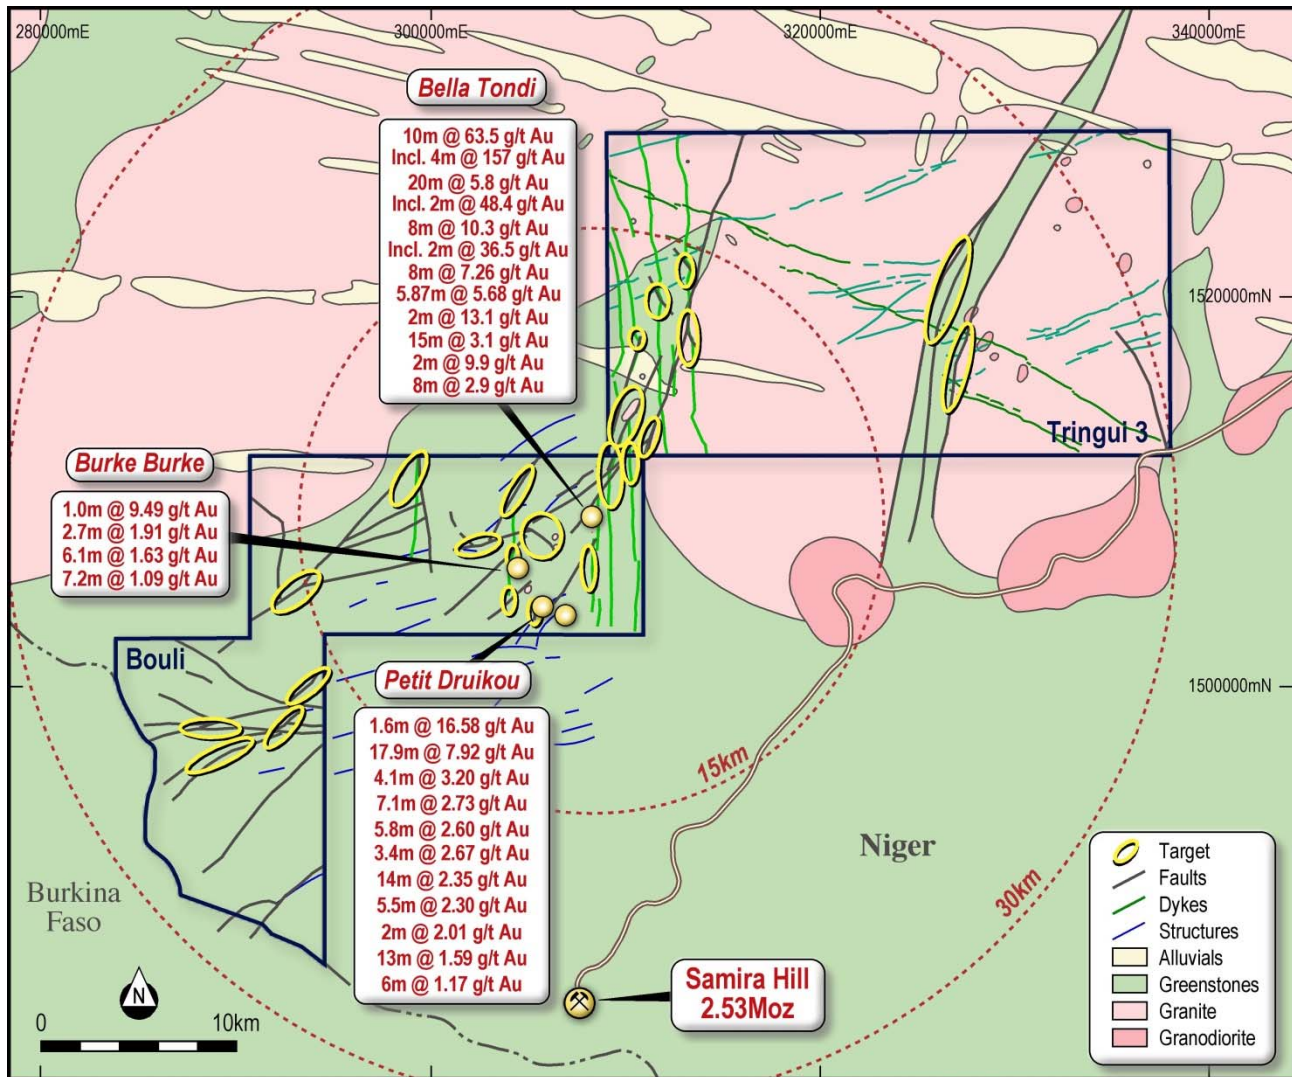 280000mE
300000mE
320000mE
340000mE
Bella Tondi
10m @ 63.5 g/t Au
Incl. 4m @ 157 g/t Au
20m @ 5.8 g/t Au
Incl. 2m @ 48.4 g/t Au
8m @ 10.3 g/t Au
Incl. 2m @ 36.5 g/t Au
8m @ 7.26 g/t Au
5.87m @ 5.68 g/t Au
2m @ 13.1 g/t Au
15m @ 3.1 g/t Au
2m @ 9.9 g/t Au
8m @ 2.9 g/t Au
1520000mN
Tringui 3
Burke Burke
1.0m @ 9.49 g/t Au
2.7m @ 1.91 g/t Au
6.1m @ 1.63 g/t Au
7.2m @ 1.09 g/t Au
Bouli
Petit Druikou
1.6m @ 16.58 g/t Au
17.9m @ 7.92 g/t Au
4.1m @ 3.20 g/t Au
7.1m @ 2.73 g/t Au
5.8m @ 2.60 g/t Au
3.4m @ 2.67 g/t Au
14m @ 2.35 g/t Au
5.5m @ 2.30 g/t Au
2m @ 2.01 g/t Au
13m @ 1.59 g/t Au
6m @ 1.17 g/t Au
1500000mN
15km
30km
Niger
Burkina
Faso
N
0
10km
Samira Hill
2.53Moz
Target
Faults
Dykes
Structures
Alluvials
Greenstones
Granite
Granodiorite